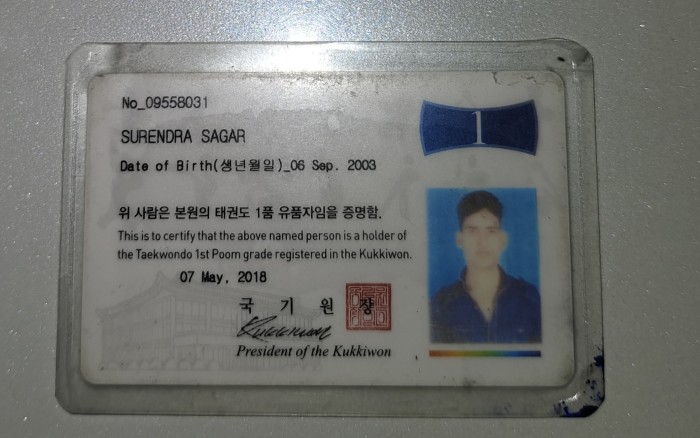 No_09558031
1
SURENDRA SAGAR
Date of Birth(생년월일)_06 Sep. 2003
위 사람은 본원의 태권도 1품 유품자임을 증명함.
This is to certify that the above named person is a holder of
the Taekwondo 1st Poom grade registered in the Kukkiwon.
07 May, 2018
국 기 원 장
Kukkiwon
President of the Kukkiwon